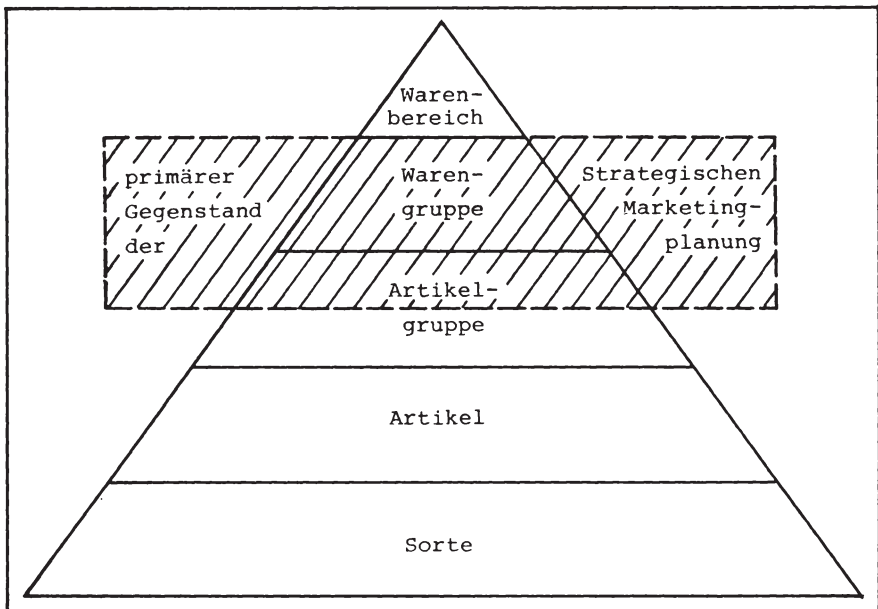 Waren-
bereich
primärer
Gegenstand
der
Waren-
gruppe
Strategischen
Marketing-
planung
Artikel-
gruppe
Artikel
Sorte